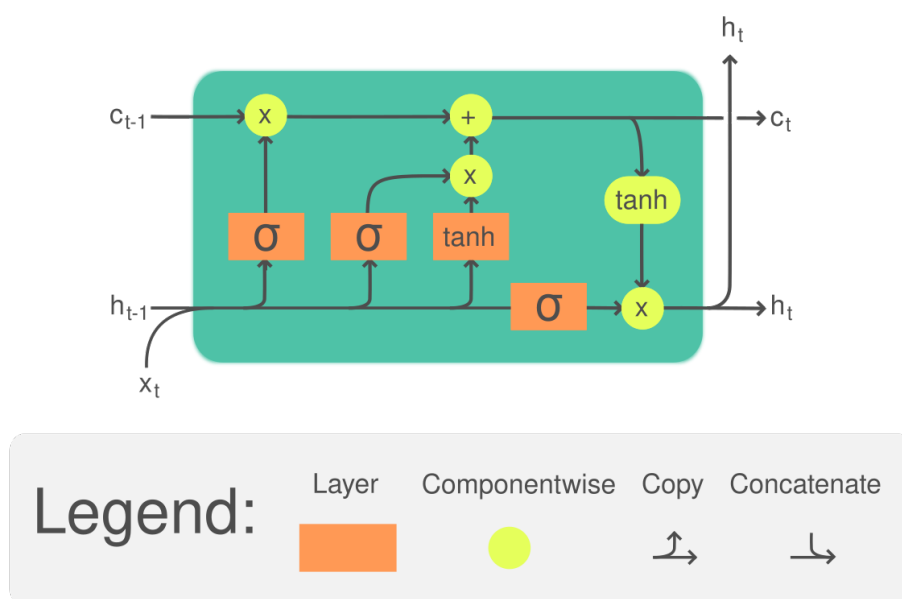 h_t
c_t-1
x
+
c_t
x
tanh
σ
σ
tanh
h_t-1
σ
x
h_t
x_t
Legend:
Layer
Componentwise
Copy
Concatenate